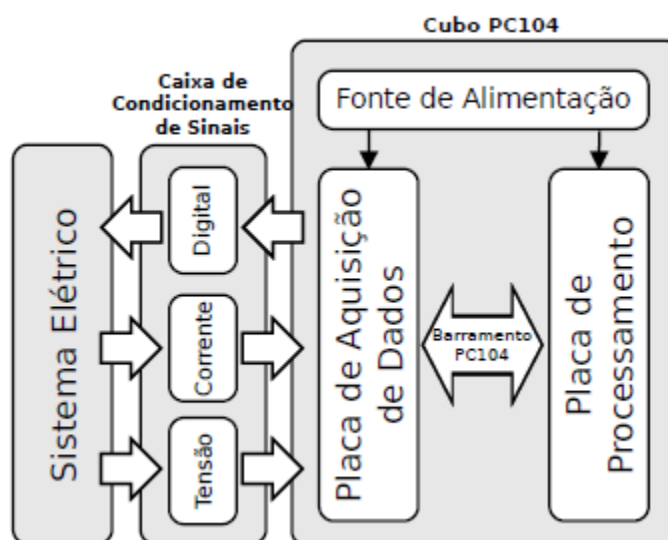 Cubo PC104
Caixa de
Condicionamento
de Sinais
Fonte de Alimentação
Sistema Elétrico
Digital
Corrente
Tensão
Placa de Aquisição
de Dados
Barramento
PC104
Placa de
Processamento